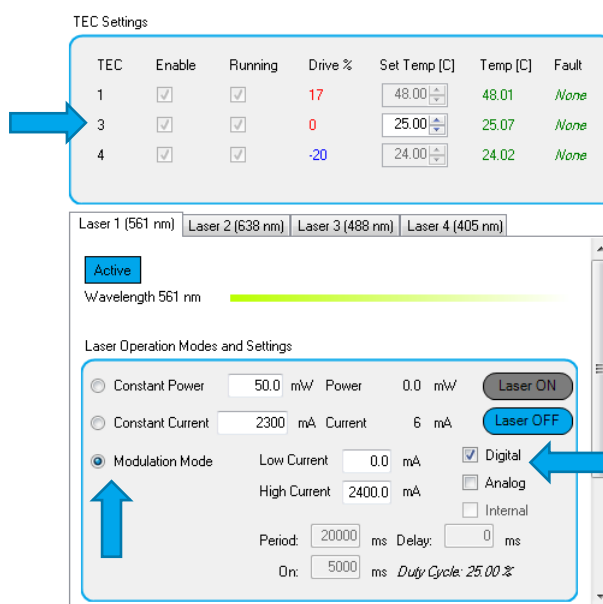 TEC Settings
TEC Enable Running Drive % Set Temp [C] Temp [C] Fault
1 17 48.00 48.01 None
3 0 25.00 25.07 None
4 -20 24.00 24.02 None
Laser 1 (561 nm) Laser 2 (638 nm) Laser 3 (488 nm) Laser 4 (405 nm)
Active
Wavelength 561 nm
Laser Operation Modes and Settings
Constant Power 50.0 mW Power 0.0 mW Laser ON
Constant Current 2300 mA Current 6 mA Laser OFF
Modulation Mode Low Current 0.0 mA Digital
High Current 2400.0 mA Analog
Internal
Period: 20000 ms Delay: 0 ms
On: 5000 ms Duty Cycle: 25.00 %